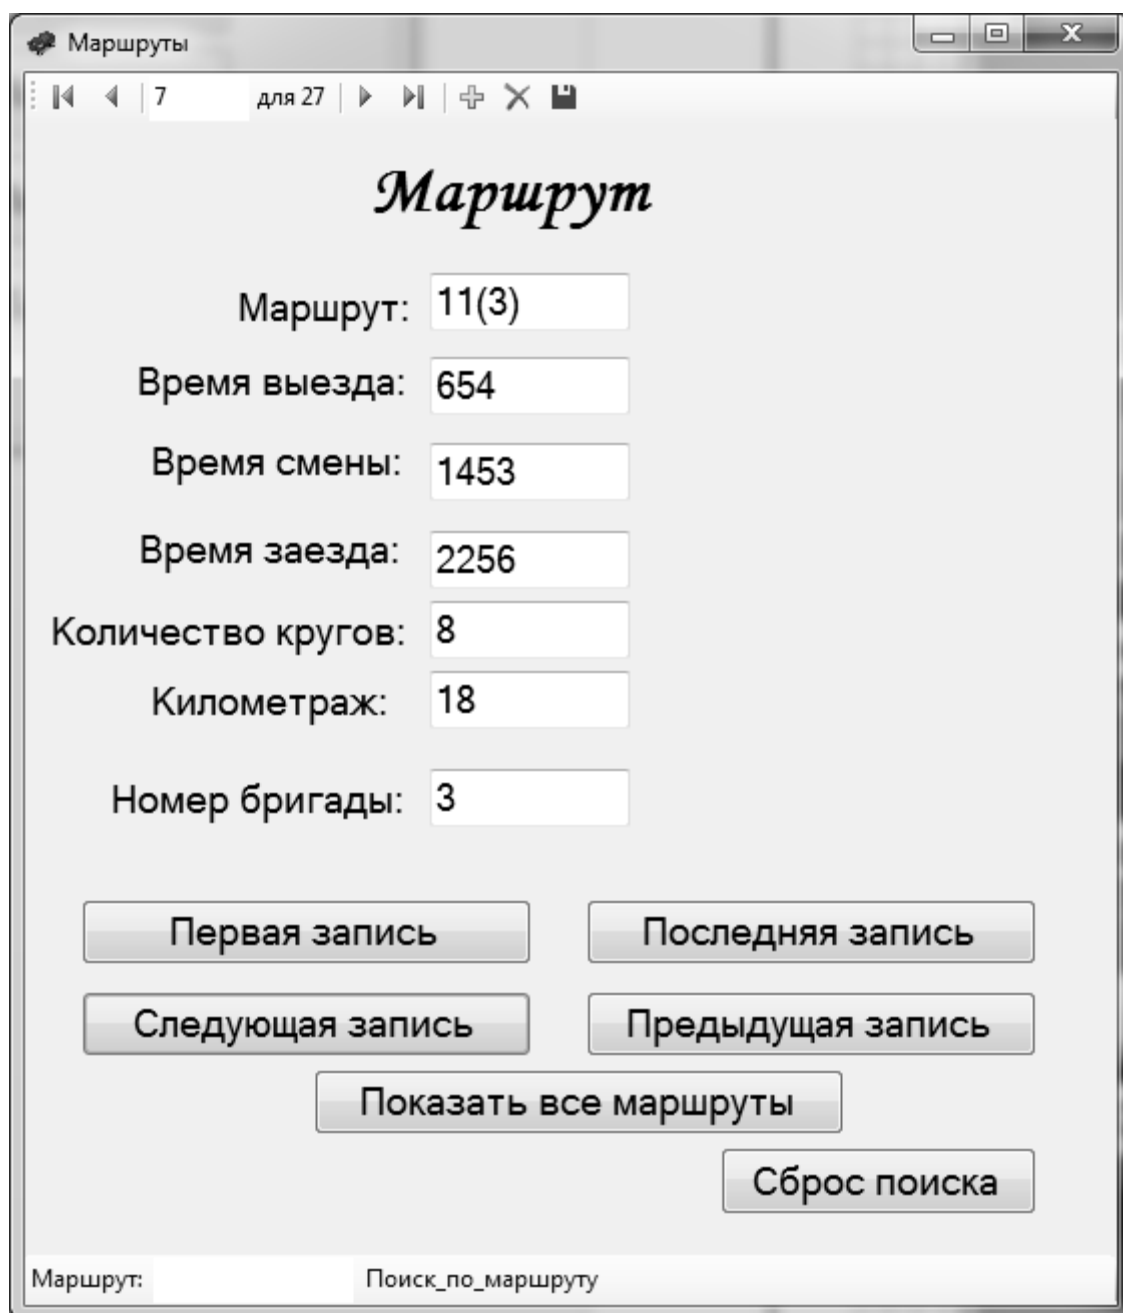 Маршруты
7 для 27
Маршрут
Маршрут: 11(3)
Время выезда: 654
Время смены: 1453
Время заезда: 2256
Количество кругов: 8
Километраж: 18
Номер бригады: 3
Первая запись Последняя запись
Следующая запись Предыдущая запись
Показать все маршруты
Сброс поиска
Маршрут: Поиск_по_маршруту